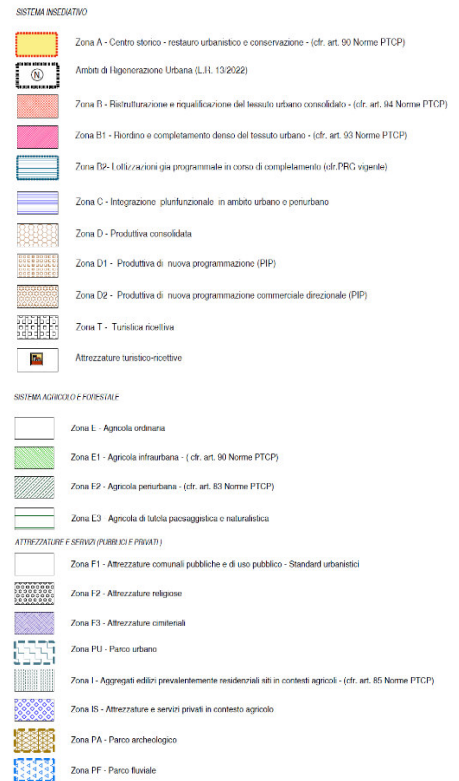 SISTEMA INSEDIATIVO
Zona A - Centro storico - restauro urbanistico e conservazione - (cfr. art. 90 Norme PTCP)
N
Ambiti di Rigenerazione Urbana (L.R. 13/2022)
Zona B - Ristrutturazione e riqualificazione del tessuto urbano consolidato - (cfr. art. 94 Norme PTCP)
Zona B1 - Riordino e completamento denso del tessuto urbano - (cfr. art. 93 Norme PTCP)
Zona B2- Lottizzazioni gia programmate in corso di completamento (cfr.PRG vigente)
Zona C - Integrazione plurifunzionale in ambito urbano e periurbano
Zona D - Produttiva consolidata
Zona D1 - Produttiva di nuova programmazione (PIP)
Zona D2 - Produttiva di nuova programmazione commerciale direzionale (PIP)
Zona T - Turistica ricettiva
Attrezzature turistico-ricettive
SISTEMA AGRICOLO E FORESTALE
Zona E - Agricola ordinaria
Zona E1 - Agricola infraurbana - ( cfr. art. 90 Norme PTCP)
Zona E2 - Agricola periurbana - (cfr. art. 83 Norme PTCP)
Zona E3 Agricola di tutela paesaggistica e naturalistica
ATTREZZATURE E SERVIZI (PUBBLICI E PRIVATI )
Zona F1 - Attrezzature comunali pubbliche e di uso pubblico - Standard urbanistici
Zona F2 - Attrezzature religiose
Zona F3 - Attrezzature cimiteriali
Zona PU - Parco urbano
Zona I - Aggregati edilizi prevalentemente residenziali siti in contesti agricoli - (cfr. art. 85 Norme PTCP)
Zona IS - Attrezzature e servizi privati in contesto agricolo
Zona PA - Parco archeologico
Zona PF - Parco fluviale